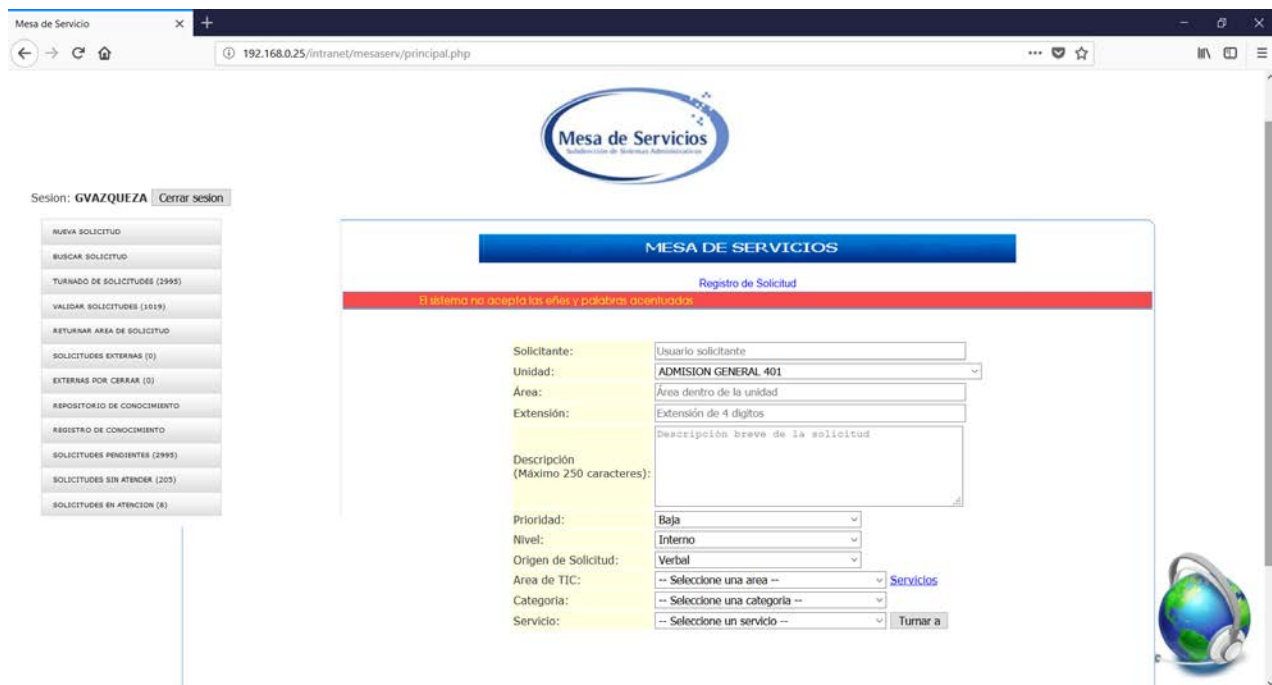 Mesa de Servicio
192.168.0.25/intranet/mesaserv/principal.php
Mesa de Servicios
Subdirección de Sistemas Administrativos
Sesion: GVAZQUEZA Cerrar sesion
NUEVA SOLICITUD
BUSCAR SOLICITUD
TURNADO DE SOLICITUDES (2995)
VALIDAR SOLICITUDES (1019)
RETURNAR AREA DE SOLICITUD
SOLICITUDES EXTERNAS (0)
EXTERNAS POR CERRAR (0)
REPOSITORIO DE CONOCIMIENTO
REGISTRO DE CONOCIMIENTO
SOLICITUDES PENDIENTES (2995)
SOLICITUDES SIN ATENDER (205)
SOLICITUDES EN ATENCION (8)
MESA DE SERVICIOS
Registro de Solicitud
El sistema no acepta las eñes y palabras acentuadas
Solicitante: Usuario solicitante
Unidad: ADMISION GENERAL 401
Área: Área dentro de la unidad
Extensión: Extensión de 4 digitos
Descripción
(Máximo 250 caracteres):
Descripción breve de la solicitud
Prioridad: Baja
Nivel: Interno
Origen de Solicitud: Verbal
Area de TIC: -- Seleccione una area -- Servicios
Categoria: -- Seleccione una categoria --
Servicio: -- Seleccione un servicio -- Turnar a
©